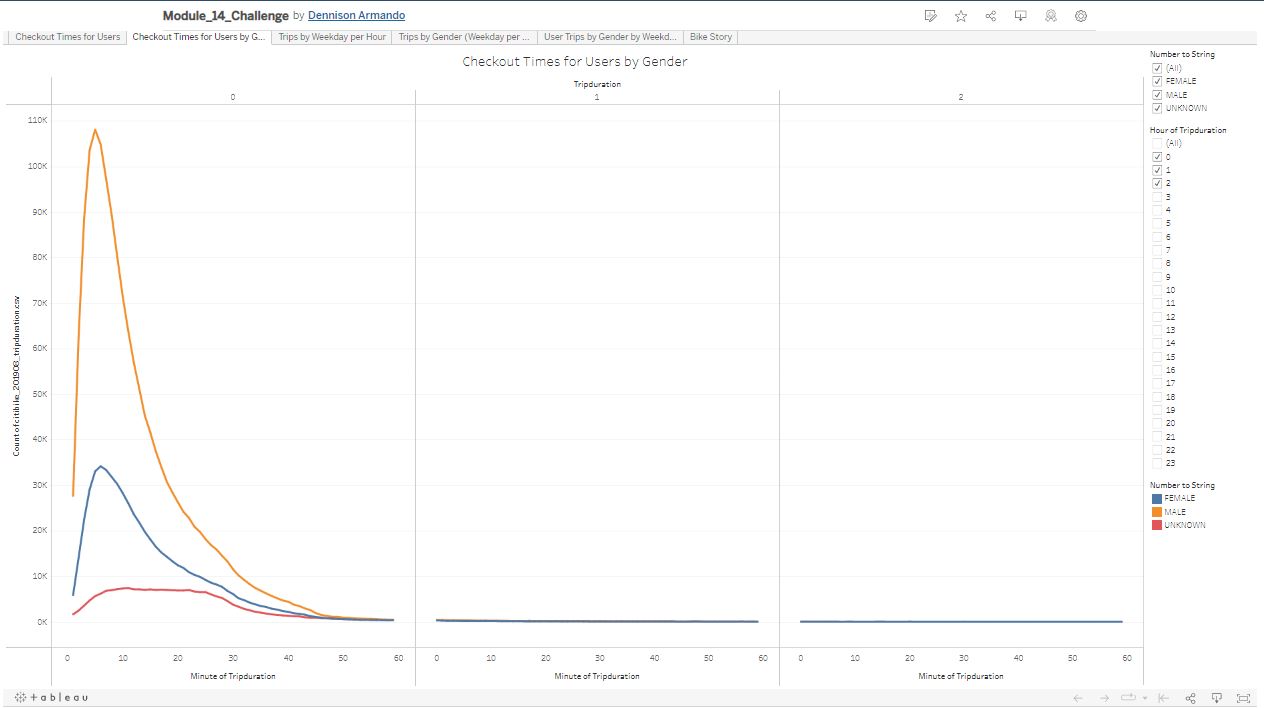 Module_14_Challenge by Dennison Armando
Checkout Times for Users
Checkout Times for Users by G...
Trips by Weekday per Hour
Trips by Gender (Weekday per ...
User Trips by Gender by Weekd...
Bike Story
Checkout Times for Users by Gender
Tripduration
0 1 2
110K
100K
90K
80K
70K
60K
50K
40K
30K
20K
10K
0K
Count of citibike_201908_tripduration.csv
0 10 20 30 40 50 60
0 10 20 30 40 50 60
0 10 20 30 40 50 60
Minute of Tripduration
Minute of Tripduration
Minute of Tripduration
Number to String
(All)
FEMALE
MALE
UNKNOWN
Hour of Tripduration
(All)
0
1
2
3
4
5
6
7
8
9
10
11
12
13
14
15
16
17
18
19
20
21
22
23
Number to String
FEMALE
MALE
UNKNOWN
+ a b l e a u